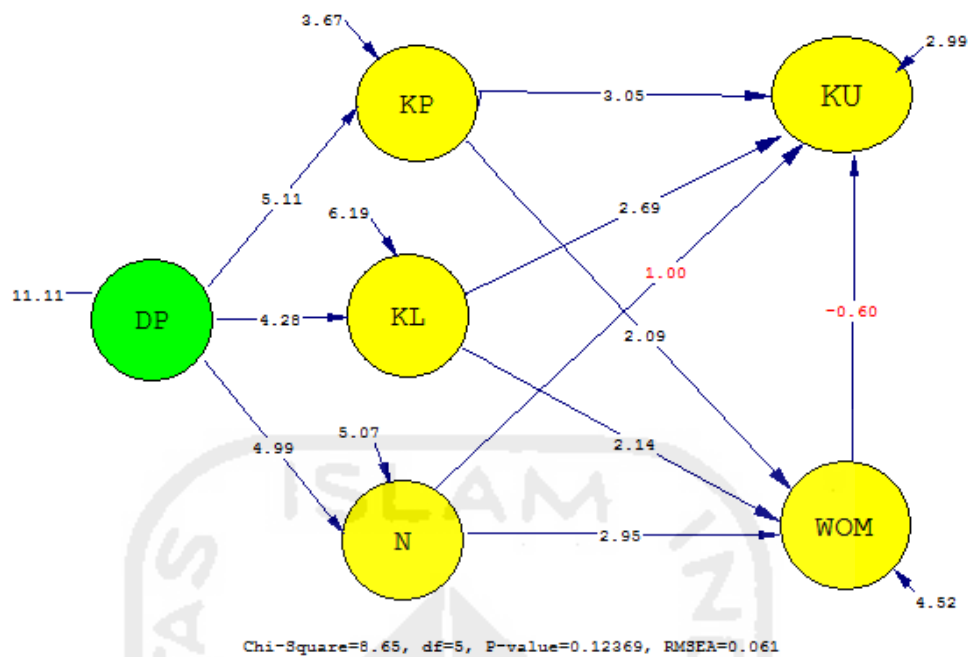 3.67
2.99
KP
KU
3.05
5.11
2.69
6.19
1.00
11.11
DP
4.28
KL
-0.60
2.09
4.99
5.07
2.14
ISLAM
N
2.95
WOM
4.52
Chi-Square=8.65, df=5, P-value=0.12369, RMSEA=0.061